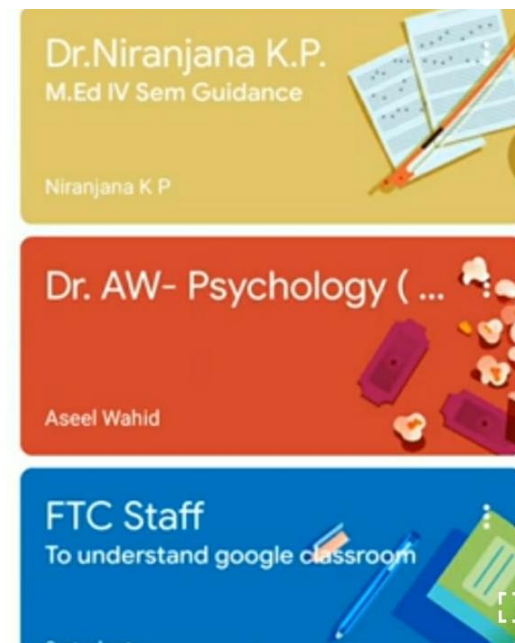 Dr.Niranjana K.P.
M.Ed IV Sem Guidance
Niranjana K P
Dr. AW- Psychology ( ...
Aseel Wahid
FTC Staff
To understand google classroom